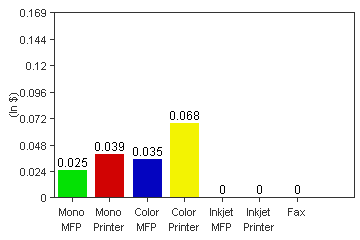 0.169
0.144
0.12
0.096
0.072
0.048
0.024
0
(In $)
0.025
0.039
0.035
0.068
0
0
0
Mono
MFP
Mono
Printer
Color
MFP
Color
Printer
Inkjet
MFP
Inkjet
Printer
Fax